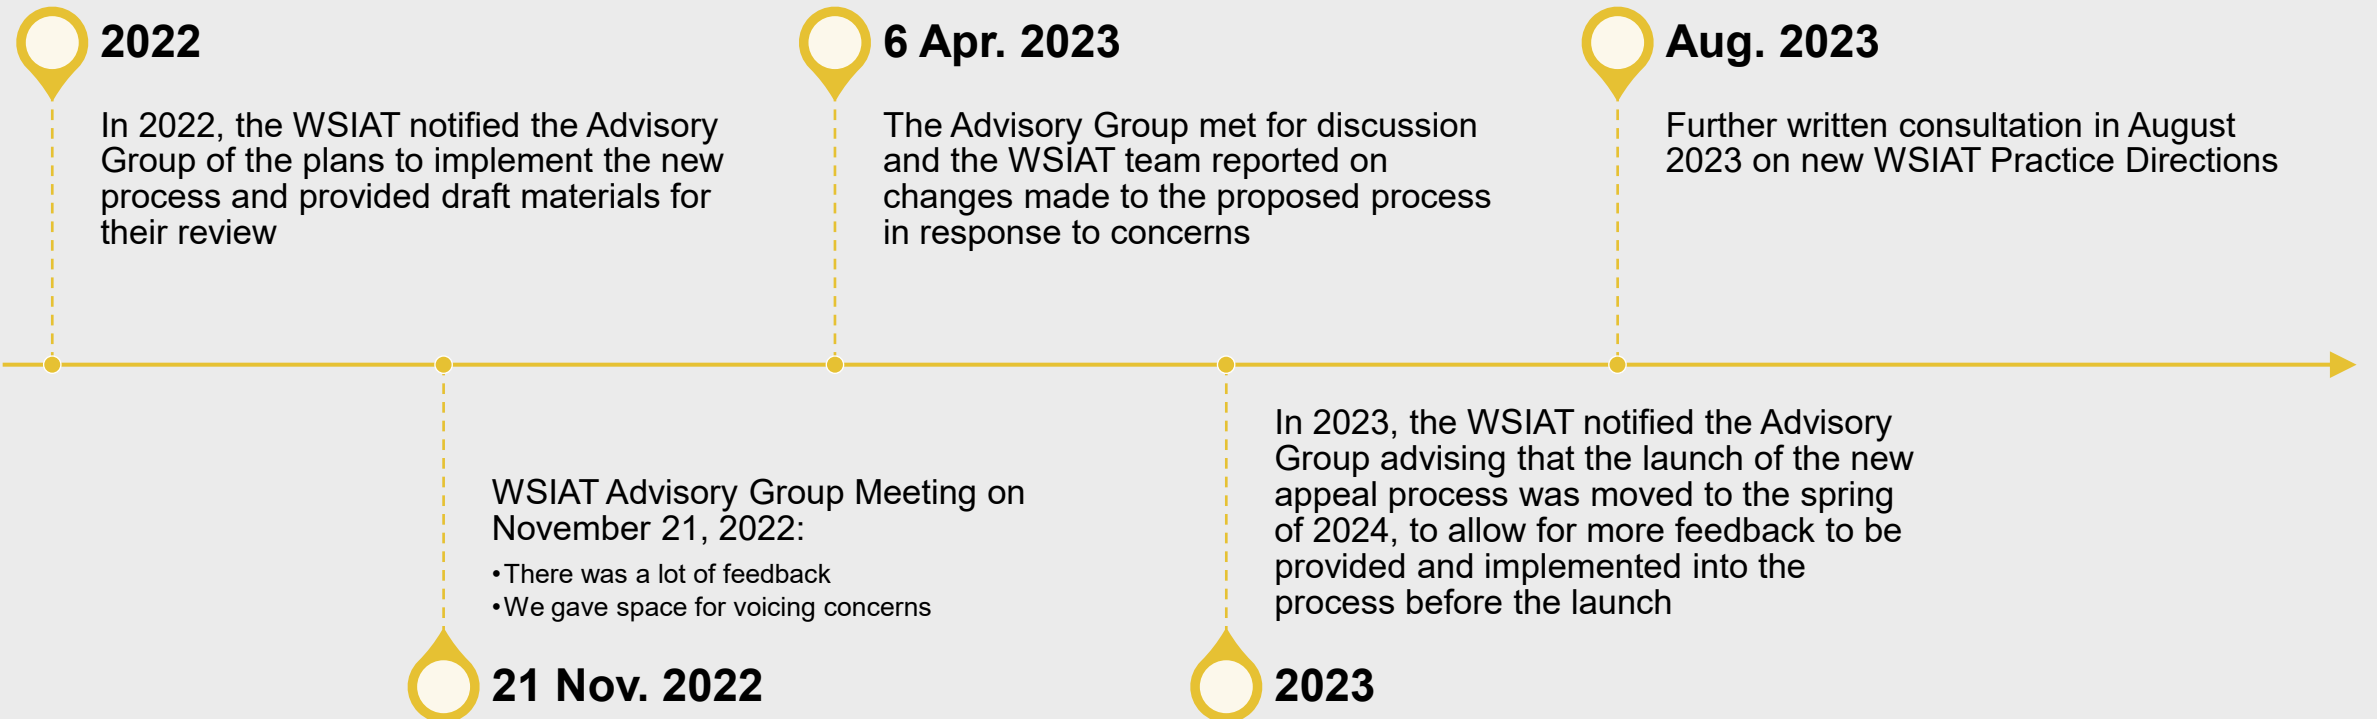 2022
In 2022, the WSIAT notified the Advisory
Group of the plans to implement the new
process and provided draft materials for
their review
WSIAT Advisory Group Meeting on
November 21, 2022:
•There was a lot of feedback
•We gave space for voicing concerns
21 Nov. 2022
6 Apr. 2023
The Advisory Group met for discussion
and the WSIAT team reported on
changes made to the proposed process
in response to concerns
In 2023, the WSIAT notified the Advisory
Group advising that the launch of the new
appeal process was moved to the spring
of 2024, to allow for more feedback to be
provided and implemented into the
process before the launch
2023
Aug. 2023
Further written consultation in August
2023 on new WSIAT Practice Directions